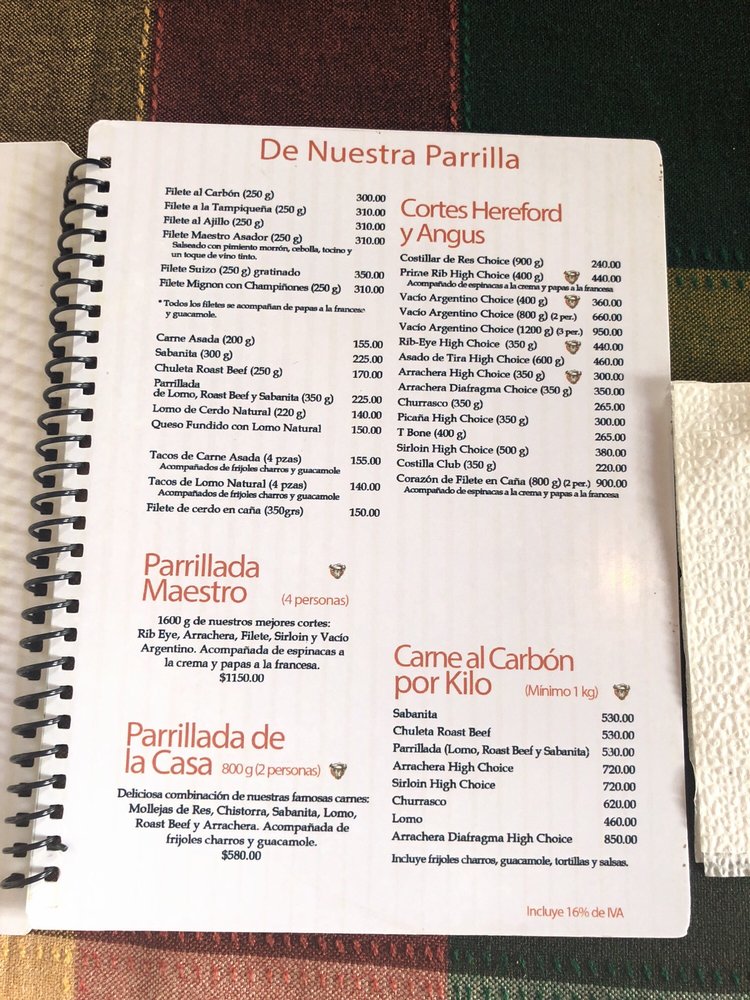 De Nuestra Parrilla
Filete al Carbón (250 g) 300.00
Filete a la Tampiqueña (250 g) 310.00
Filete al Ajillo (250 g) 310.00
Filete Maestro Asador (250 g) 310.00
Salseado con pimiento morrón, cebolla, tocino y
un toque de vino tinto.
Filete Suizo (250 g) gratinado 350.00
Filete Mignon con Champiñones (250 g) 310.00
* Todos los filetes se acompañan de papas a la francesa
y guacamole.
Carne Asada (200 g) 155.00
Sabanita (300 g) 225.00
Chuleta Roast Beef (250 g) 170.00
Parrillada
de Lomo, Roast Beef y Sabanita (350 g) 225.00
Lomo de Cerdo Natural (220 g) 140.00
Queso Fundido con Lomo Natural 150.00
Tacos de Carne Asada (4 pzas) 155.00
Acompañados de frijoles charros y guacamole
Tacos de Lomo Natural (4 pzas) 140.00
Acompañados de frijoles charros y guacamole
Filete de cerdo en caña (350grs) 150.00
Parrillada
Maestro (4 personas)
1600 g de nuestros mejores cortes:
Rib Eye, Arrachera, Filete, Sirloin y Vacío
Argentino. Acompañada de espinacas a
la crema y papas a la francesa.
$1150.00
Parrillada de
la Casa 800 g (2 personas)
Deliciosa combinación de nuestras famosas carnes:
Mollejas de Res, Chistorra, Sabanita, Lomo,
Roast Beef y Arrachera. Acompañada de
frijoles charros y guacamole.
$580.00
Cortes Hereford
y Angus
Costillar de Res Choice (900 g) 240.00
Prime Rib High Choice (400 g) 440.00
Acompañado de espinacas a la crema y papas a la francesa
Vacío Argentino Choice (400 g) 360.00
Vacío Argentino Choice (800 g) (2 per.) 660.00
Vacío Argentino Choice (1200 g) (3 per.) 950.00
Rib-Eye High Choice (350 g) 440.00
Asado de Tira High Choice (600 g) 460.00
Arrachera High Choice (350 g) 300.00
Arrachera Diafragma Choice (350 g) 350.00
Churrasco (350 g) 265.00
Picaña High Choice (350 g) 300.00
T Bone (400 g) 265.00
Sirloin High Choice (500 g) 380.00
Costilla Club (350 g) 220.00
Corazón de Filete en Caña (800 g) (2 per.) 900.00
Acompañado de espinacas a la crema y papas a la francesa
Carne al Carbón
por Kilo (Mínimo 1 kg)
Sabanita 530.00
Chuleta Roast Beef 530.00
Parrillada (Lomo, Roast Beef y Sabanita) 530.00
Arrachera High Choice 720.00
Sirloin High Choice 720.00
Churrasco 620.00
Lomo 460.00
Arrachera Diafragma High Choice 850.00
Incluye frijoles charros, guacamole, tortillas y salsas.
Incluye 16% de IVA